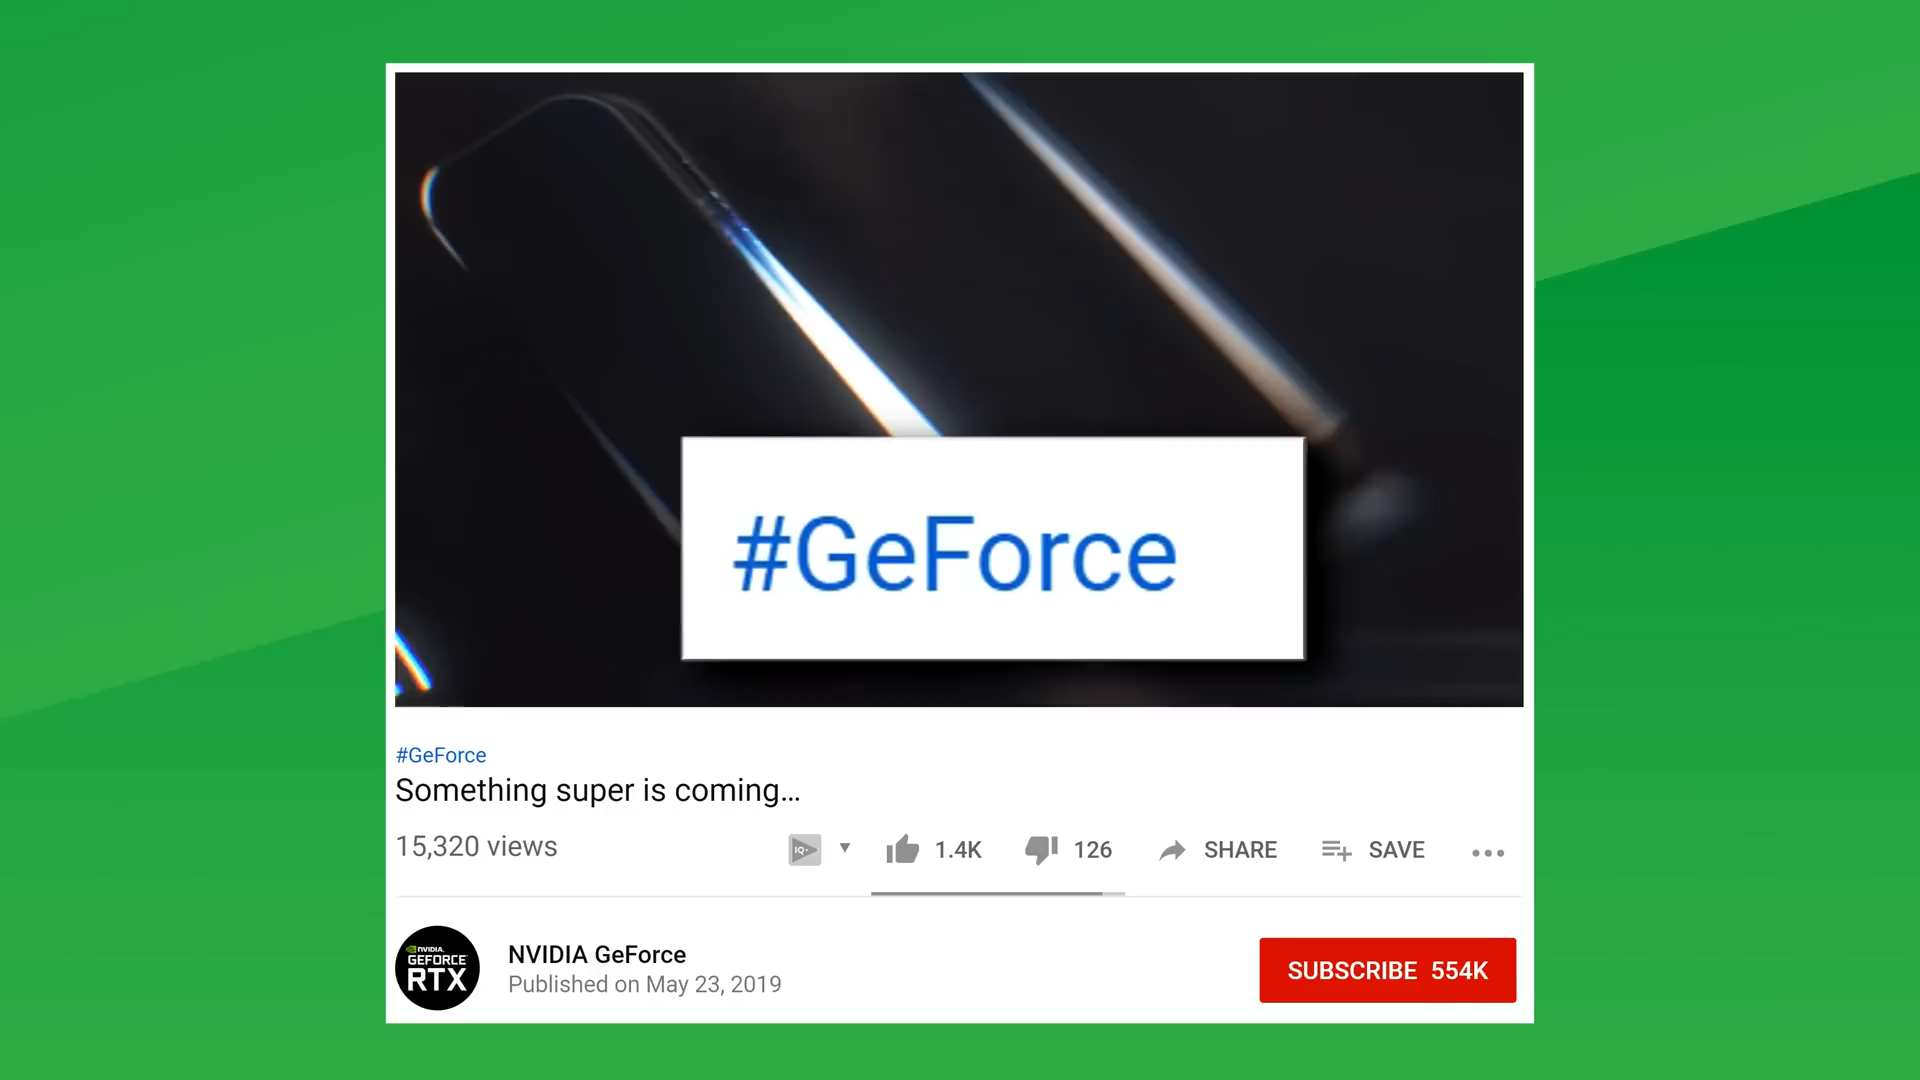 #GeForce
#GeForce
Something super is coming...
15,320 views
IQ
1.4K
126
SHARE
SAVE
NVIDIA.
GEFORCE
RTX
NVIDIA GeForce
Published on May 23, 2019
SUBSCRIBE 554K